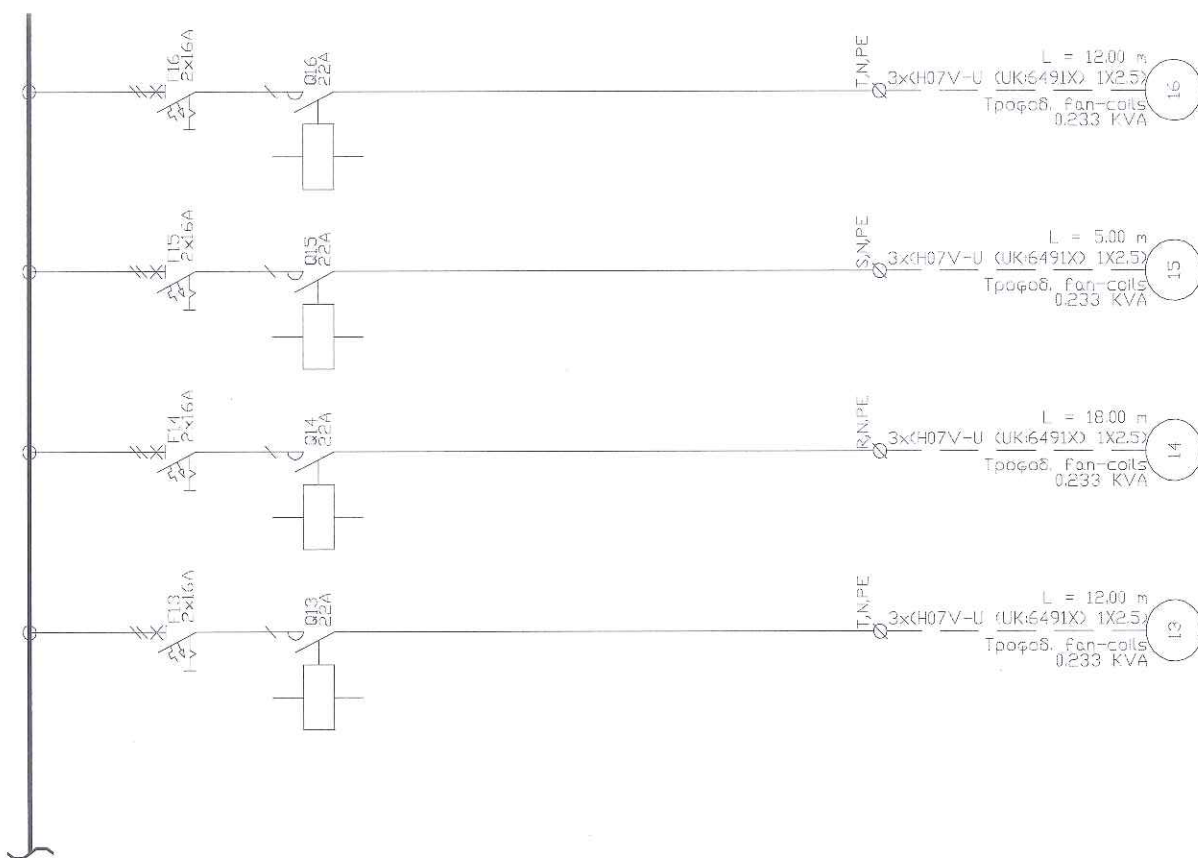 F16
2x16A
Q16
22A
T,N,PE
L = 12.00 m
3x(H07V-U (UK:6491X) 1X2.5)
Τροφοδ. fan-coils
0.233 KVA
16
F15
2x16A
Q15
22A
S,N,PE
L = 5.00 m
3x(H07V-U (UK:6491X) 1X2.5)
Τροφοδ. fan-coils
0.233 KVA
15
F14
2x16A
Q14
22A
R,N,PE
L = 18.00 m
3x(H07V-U (UK:6491X) 1X2.5)
Τροφοδ. fan-coils
0.233 KVA
14
F13
2x16A
Q13
22A
T,N,PE
L = 12.00 m
3x(H07V-U (UK:6491X) 1X2.5)
Τροφοδ. fan-coils
0.233 KVA
13